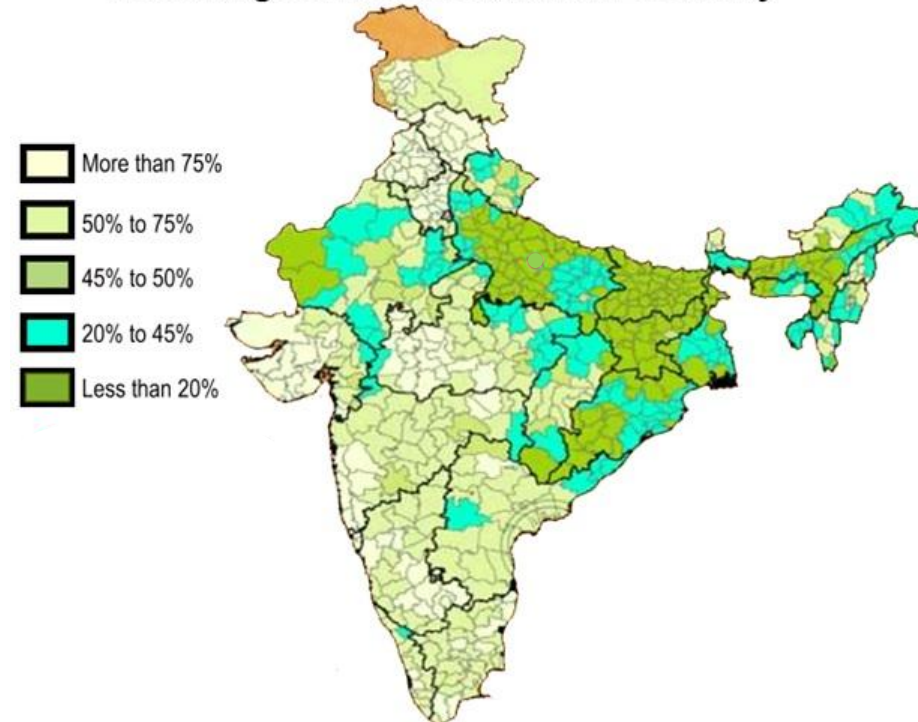 More than 75%
50% to 75%
45% to 50%
20% to 45%
Less than 20%